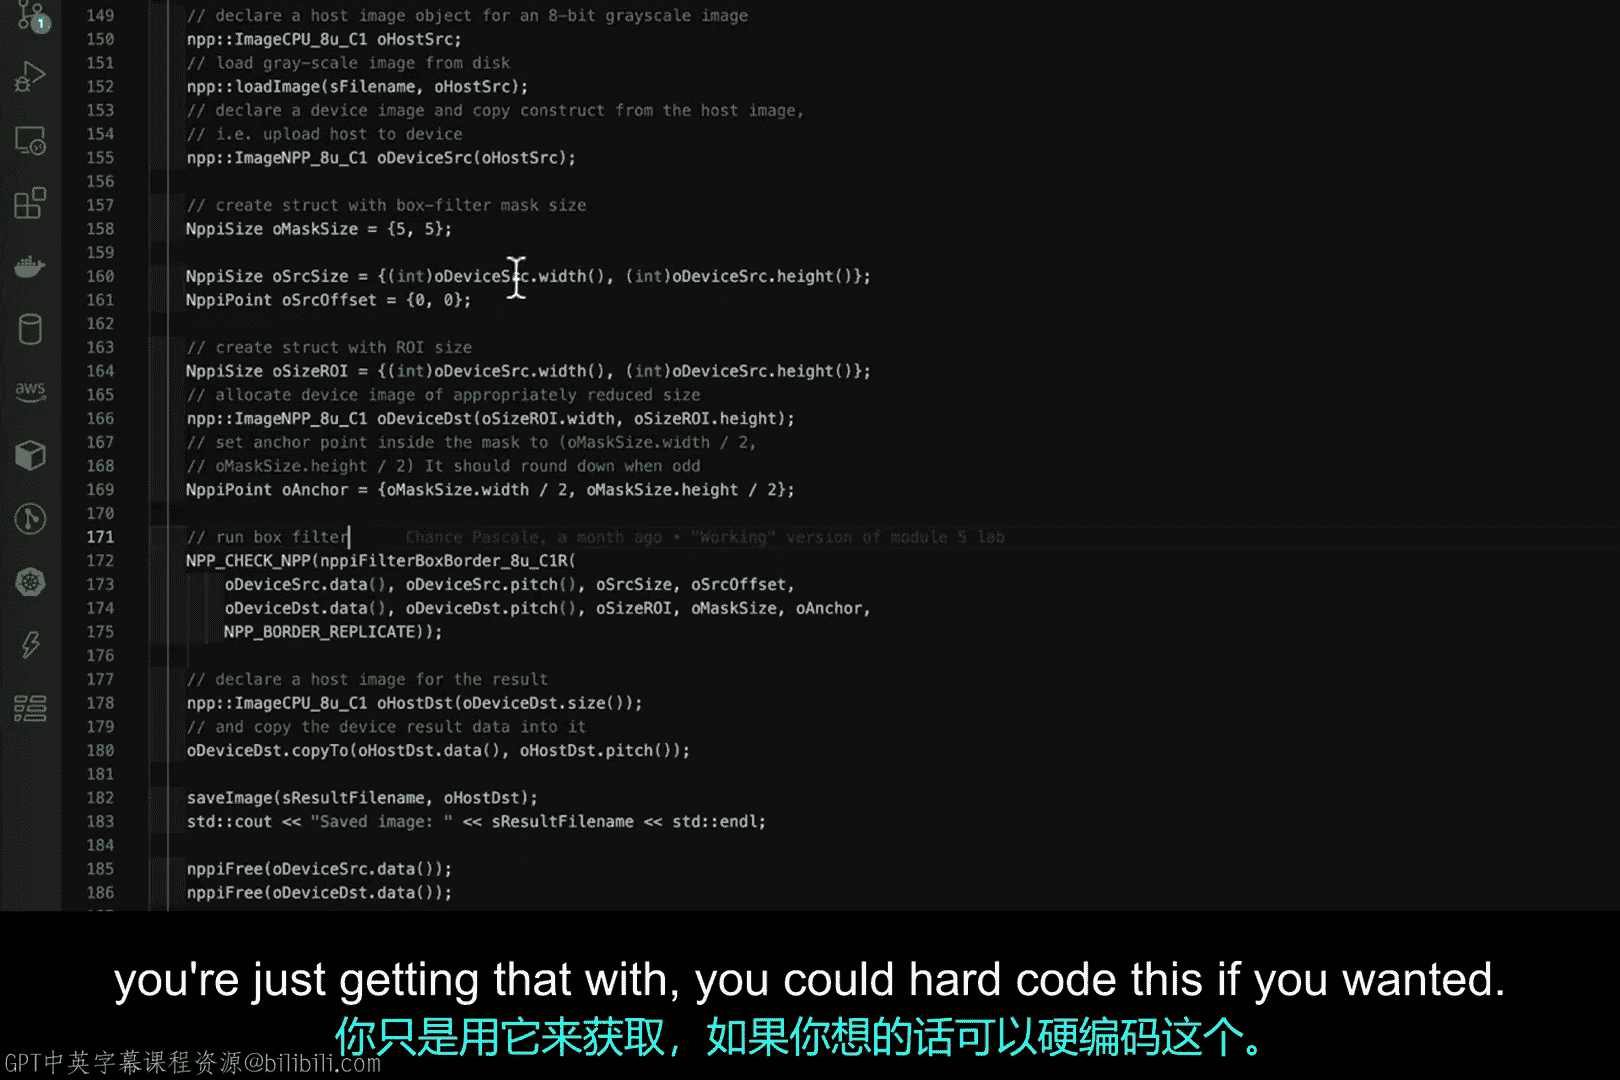 149 // declare a host image object for an 8-bit grayscale image
150 npp::ImageCPU_8u_C1 oHostSrc;
151 // load gray-scale image from disk
152 npp::loadImage(sFilename, oHostSrc);
153 // declare a device image and copy construct from the host image,
154 // i.e. upload host to device
155 npp::ImageNPP_8u_C1 oDeviceSrc(oHostSrc);
156
157 // create struct with box-filter mask size
158 NppiSize oMaskSize = {5, 5};
159
160 NppiSize oSrcSize = {(int)oDeviceSrc.width(), (int)oDeviceSrc.height()};
161 NppiPoint oSrcOffset = {0, 0};
162
163 // create struct with ROI size
164 NppiSize oSizeROI = {(int)oDeviceSrc.width(), (int)oDeviceSrc.height()};
165 // allocate device image of appropriately reduced size
166 npp::ImageNPP_8u_C1 oDeviceDst(oSizeROI.width, oSizeROI.height);
167 // set anchor point inside the mask to (oMaskSize.width / 2,
168 // oMaskSize.height / 2) It should round down when odd
169 NppiPoint oAnchor = {oMaskSize.width / 2, oMaskSize.height / 2};
170
171 // run box filter Chance Pascale, a month ago • "Working" version of module 5 lab
172 NPP_CHECK_NPP(nppiFilterBoxBorder_8u_C1R(
173 oDeviceSrc.data(), oDeviceSrc.pitch(), oSrcSize, oSrcOffset,
174 oDeviceDst.data(), oDeviceDst.pitch(), oSizeROI, oMaskSize, oAnchor,
175 NPP_BORDER_REPLICATE));
176
177 // declare a host image for the result
178 npp::ImageCPU_8u_C1 oHostDst(oDeviceDst.size());
179 // and copy the device result data into it
180 oDeviceDst.copyTo(oHostDst.data(), oHostDst.pitch());
181
182 saveImage(sResultFilename, oHostDst);
183 std::cout << "Saved image: " << sResultFilename << std::endl;
184
185 nppiFree(oDeviceSrc.data());
186 nppiFree(oDeviceDst.data());
1
aws
you're just getting that with, you could hard code this if you wanted.
你只是用它来获取，如果你想的话可以硬编码这个。
GPT中英字幕课程资源@bilibili.com